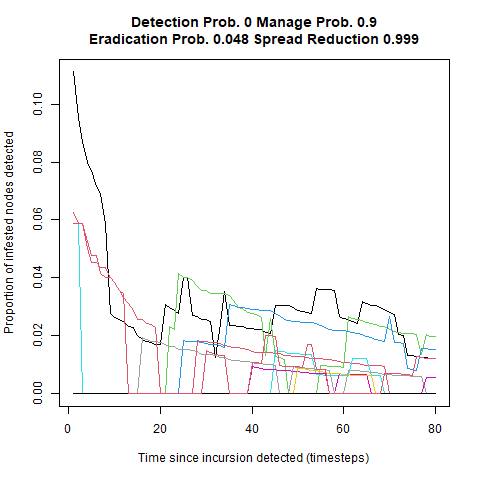 Detection Prob. 0 Manage Prob. 0.9
Eradication Prob. 0.048 Spread Reduction 0.999
Proportion of infested nodes detected
0.10
0.08
0.06
0.04
0.02
0.00
0 20 40 60 80
Time since incursion detected (timesteps)